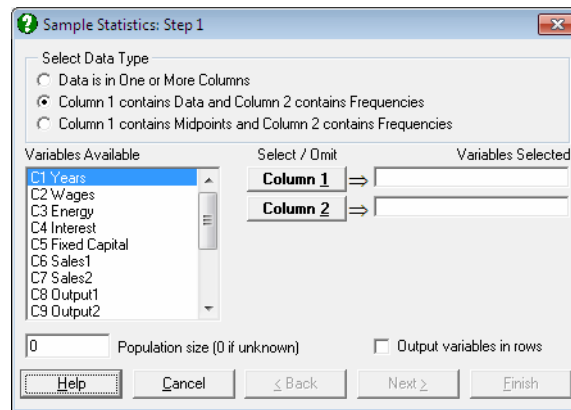 Sample Statistics: Step 1
Select Data Type
Data is in One or More Columns
Column 1 contains Data and Column 2 contains Frequencies
Column 1 contains Midpoints and Column 2 contains Frequencies
Variables Available
Select / Omit
Variables Selected
C1 Years
C2 Wages
C3 Energy
C4 Interest
C5 Fixed Capital
C6 Sales1
C7 Sales2
C8 Output1
C9 Output2
Column 1
Column 2
0
Population size (0 if unknown)
Output variables in rows
Help
Cancel
< Back
Next >
Finish